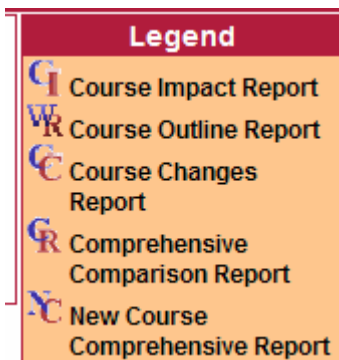 Legend
CI Course Impact Report
WR Course Outline Report
CC Course Changes
Report
CR Comprehensive
Comparison Report
NC New Course
Comprehensive Report